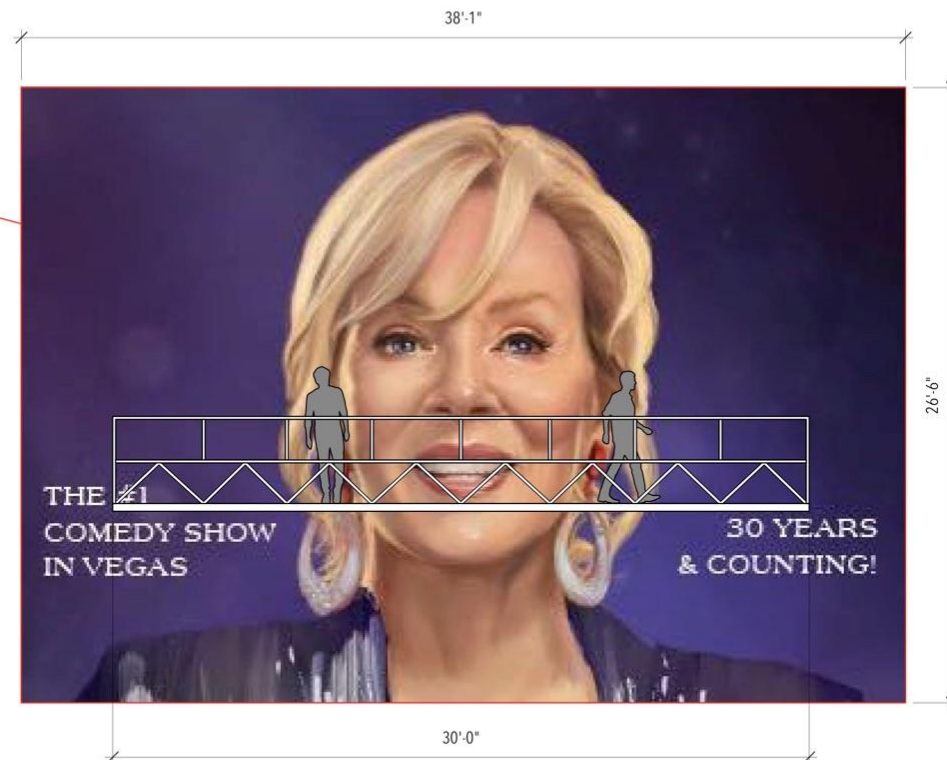 38'-1"
26'-6"
THE #1
COMEDY SHOW
IN VEGAS
30 YEARS
& COUNTING!
30'-0"